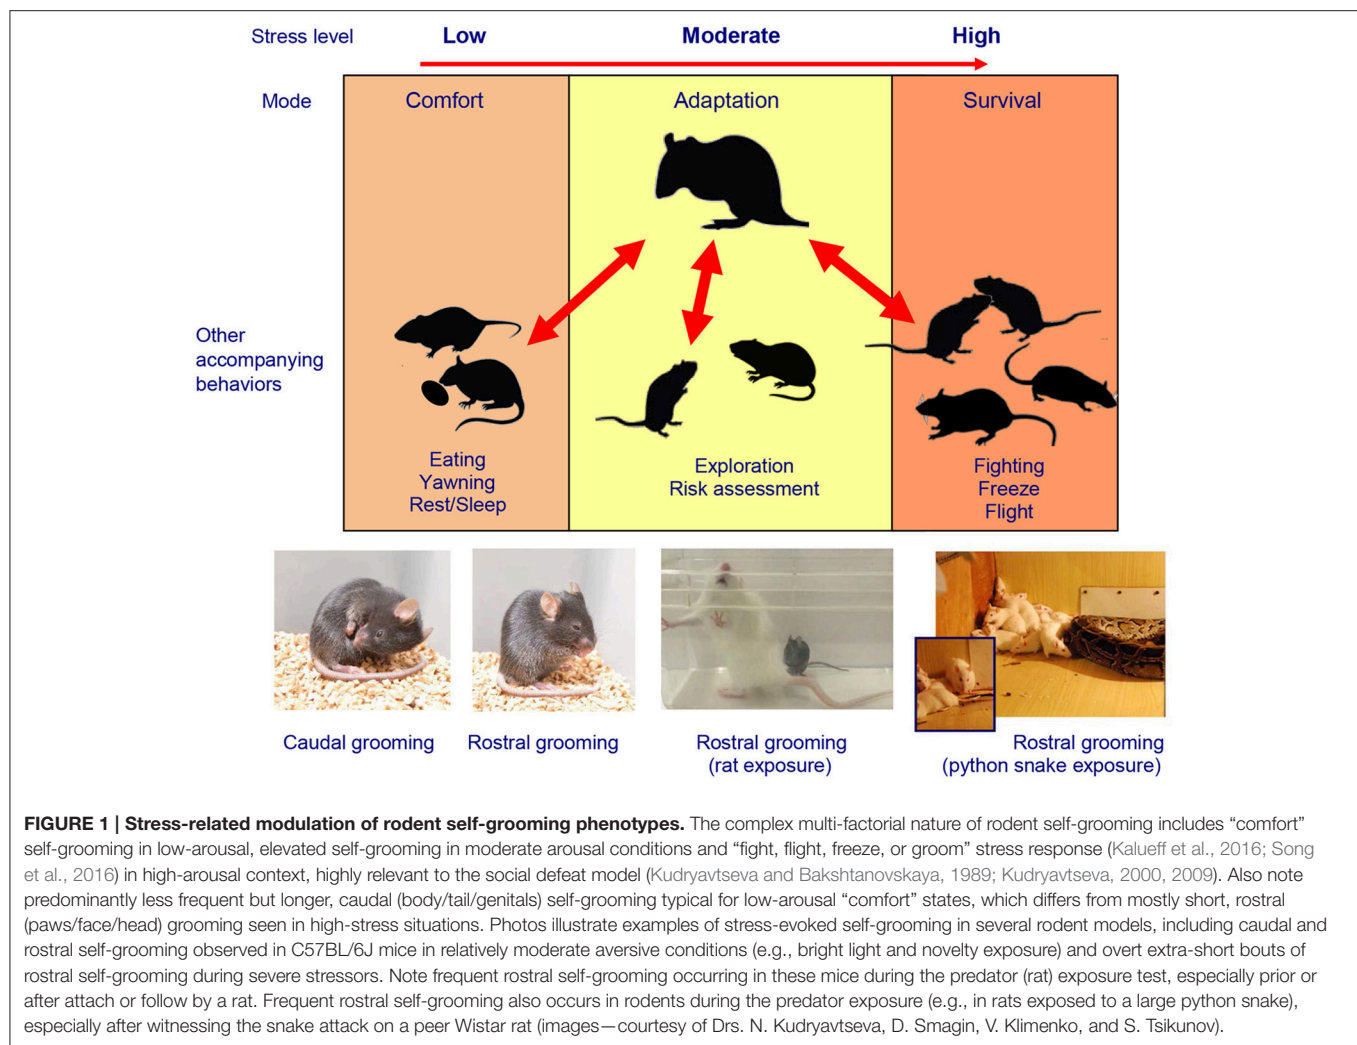 Stress level Low Moderate High
Mode Comfort Adaptation Survival
Other
accompanying
behaviors
Eating
Yawning
Rest/Sleep
Exploration
Risk assessment
Fighting
Freeze
Flight
Caudal grooming
Rostral grooming
Rostral grooming
(rat exposure)
Rostral grooming
(python snake exposure)
FIGURE 1 | Stress-related modulation of rodent self-grooming phenotypes. The complex multi-factorial nature of rodent self-grooming includes “comfort”
self-grooming in low-arousal, elevated self-grooming in moderate arousal conditions and “fight, flight, freeze, or groom” stress response (Kalueff et al., 2016; Song
et al., 2016) in high-arousal context, highly relevant to the social defeat model (Kudryavtseva and Bakshtanovskaya, 1989; Kudryavtseva, 2000, 2009). Also note
predominantly less frequent but longer, caudal (body/tail/genitals) self-grooming typical for low-arousal “comfort” states, which differs from mostly short, rostral
(paws/face/head) grooming seen in high-stress situations. Photos illustrate examples of stress-evoked self-grooming in several rodent models, including caudal and
rostral self-grooming observed in C57BL/6J mice in relatively moderate aversive conditions (e.g., bright light and novelty exposure) and overt extra-short bouts of
rostral self-grooming during severe stressors. Note frequent rostral self-grooming occurring in these mice during the predator (rat) exposure test, especially prior or
after attach or follow by a rat. Frequent rostral self-grooming also occurs in rodents during the predator exposure (e.g., in rats exposed to a large python snake),
especially after witnessing the snake attack on a peer Wistar rat (images—courtesy of Drs. N. Kudryavtseva, D. Smagin, V. Klimenko, and S. Tsikunov).